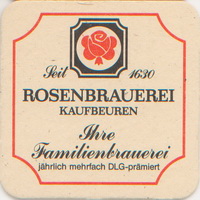 Seit 1630
ROSENBRAUEREI
KAUFBEUREN
Ihre
Familienbrauerei
jährlich mehrfach DLG-prämiert